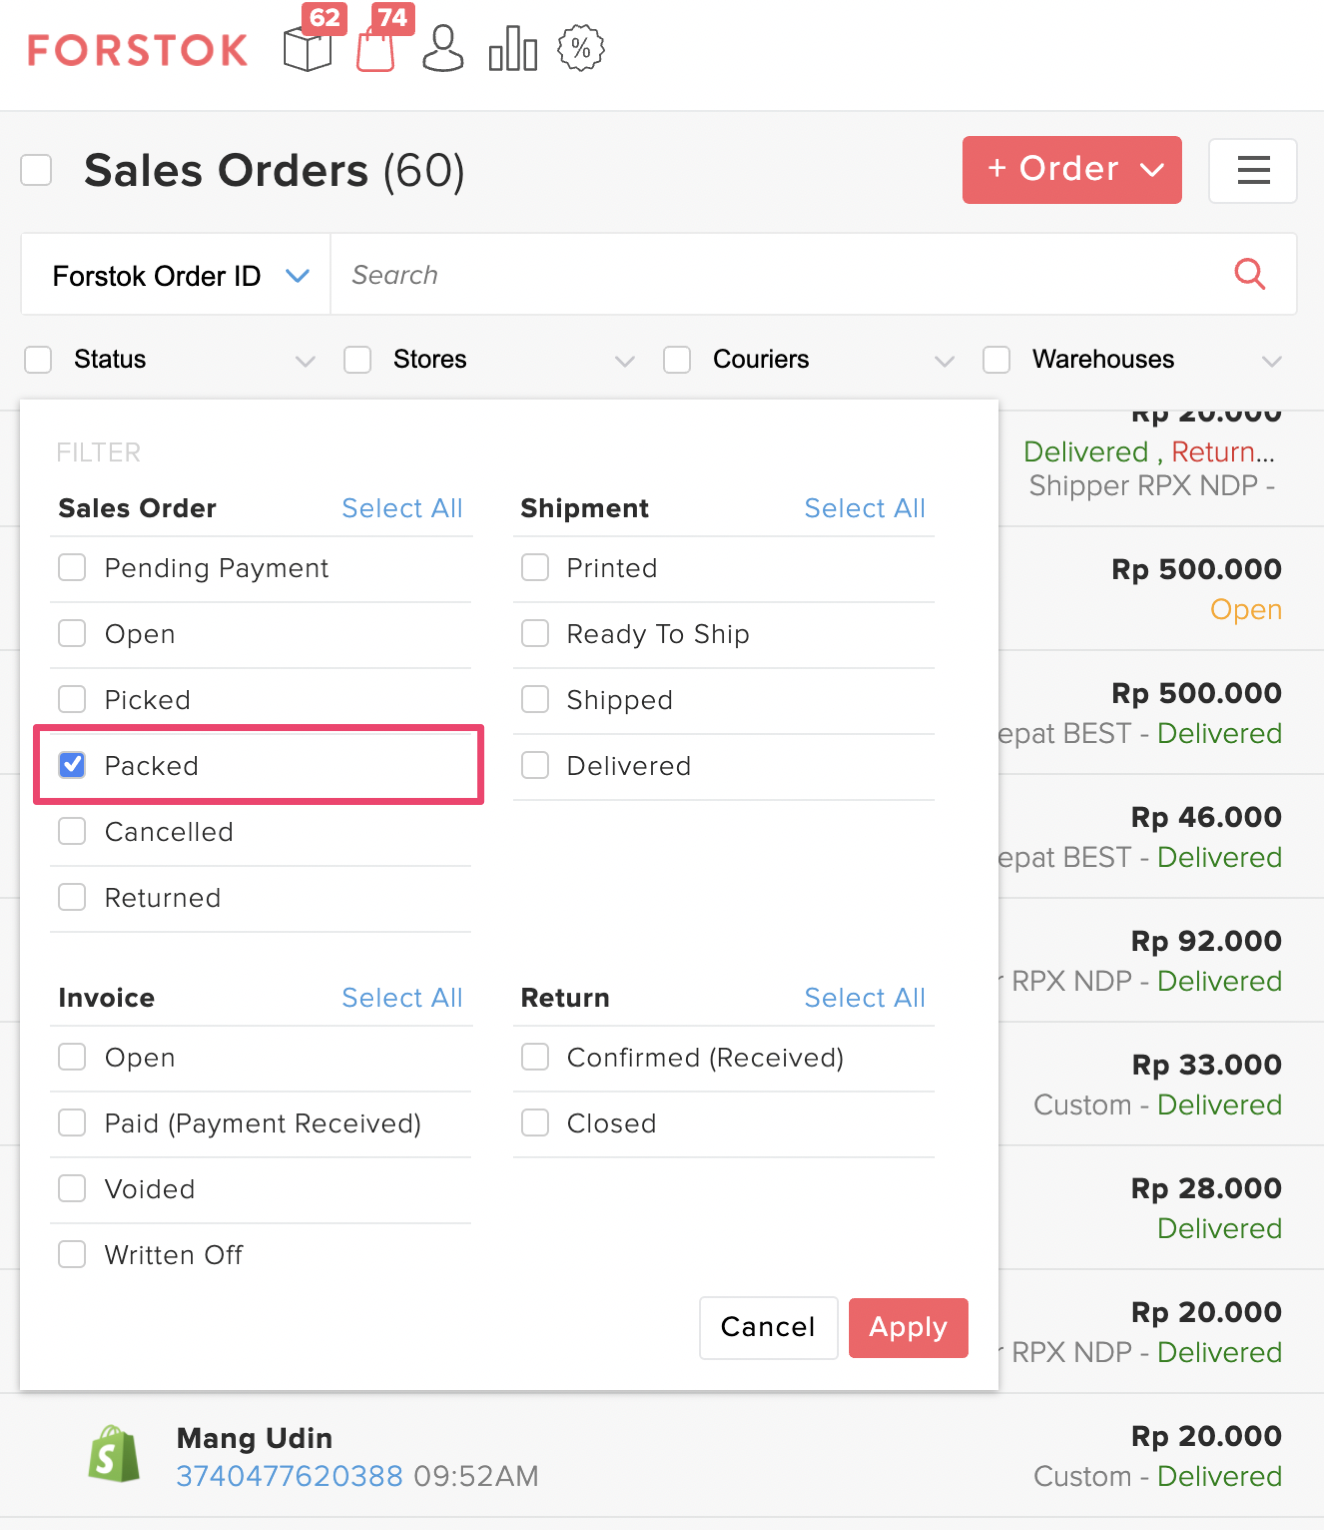 62 74
FORSTOK
%
Sales Orders (60)
+ Order
Forstok Order ID Search
Status Stores Couriers Warehouses
Rp 20.000
FILTER
Delivered , Return...
Shipper RPX NDP -
Sales Order Select All
Shipment Select All
Pending Payment
Printed
Rp 500.000
Open
Open
Ready To Ship
Picked
Shipped
Rp 500.000
epat BEST - Delivered
Packed
Delivered
Rp 46.000
Cancelled
epat BEST - Delivered
Returned
Rp 92.000
RPX NDP - Delivered
Invoice Select All
Return Select All
Open
Confirmed (Received)
Rp 33.000
Custom - Delivered
Paid (Payment Received)
Closed
Voided
Rp 28.000
Delivered
Written Off
Cancel Apply
Rp 20.000
RPX NDP - Delivered
Mang Udin
Rp 20.000
3740477620388 09:52AM
Custom - Delivered